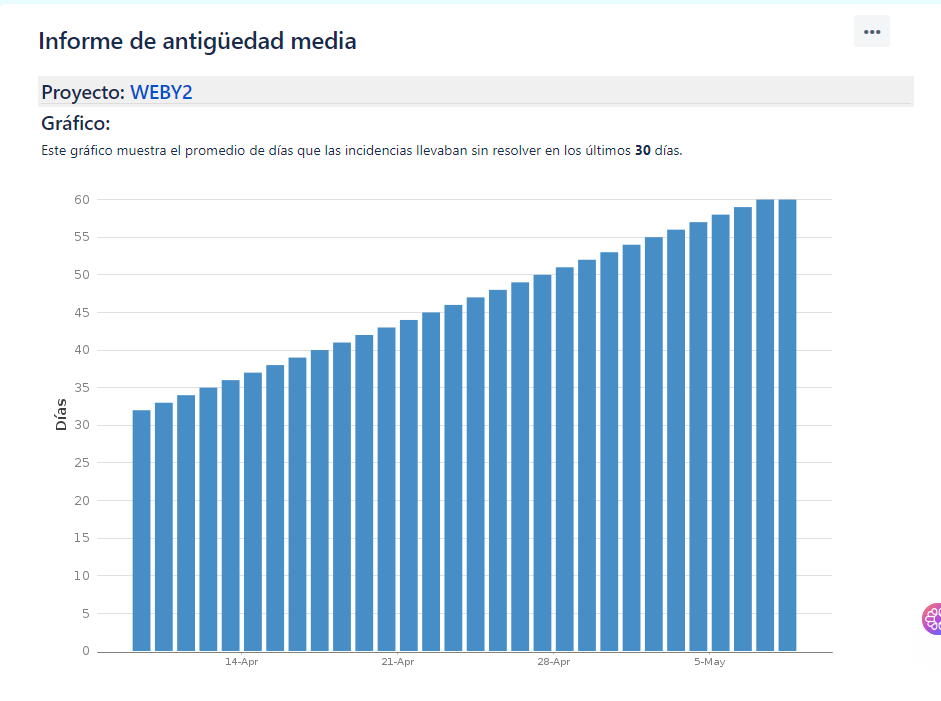 Informe de antigüedad media
•••
Proyecto: WEBY2
Gráfico:
Este gráfico muestra el promedio de días que las incidencias llevaban sin resolver en los últimos 30 días.
60
55
50
45
40
35
30
25
20
15
10
5
0
Días
14-Apr 21-Apr 28-Apr 5-May